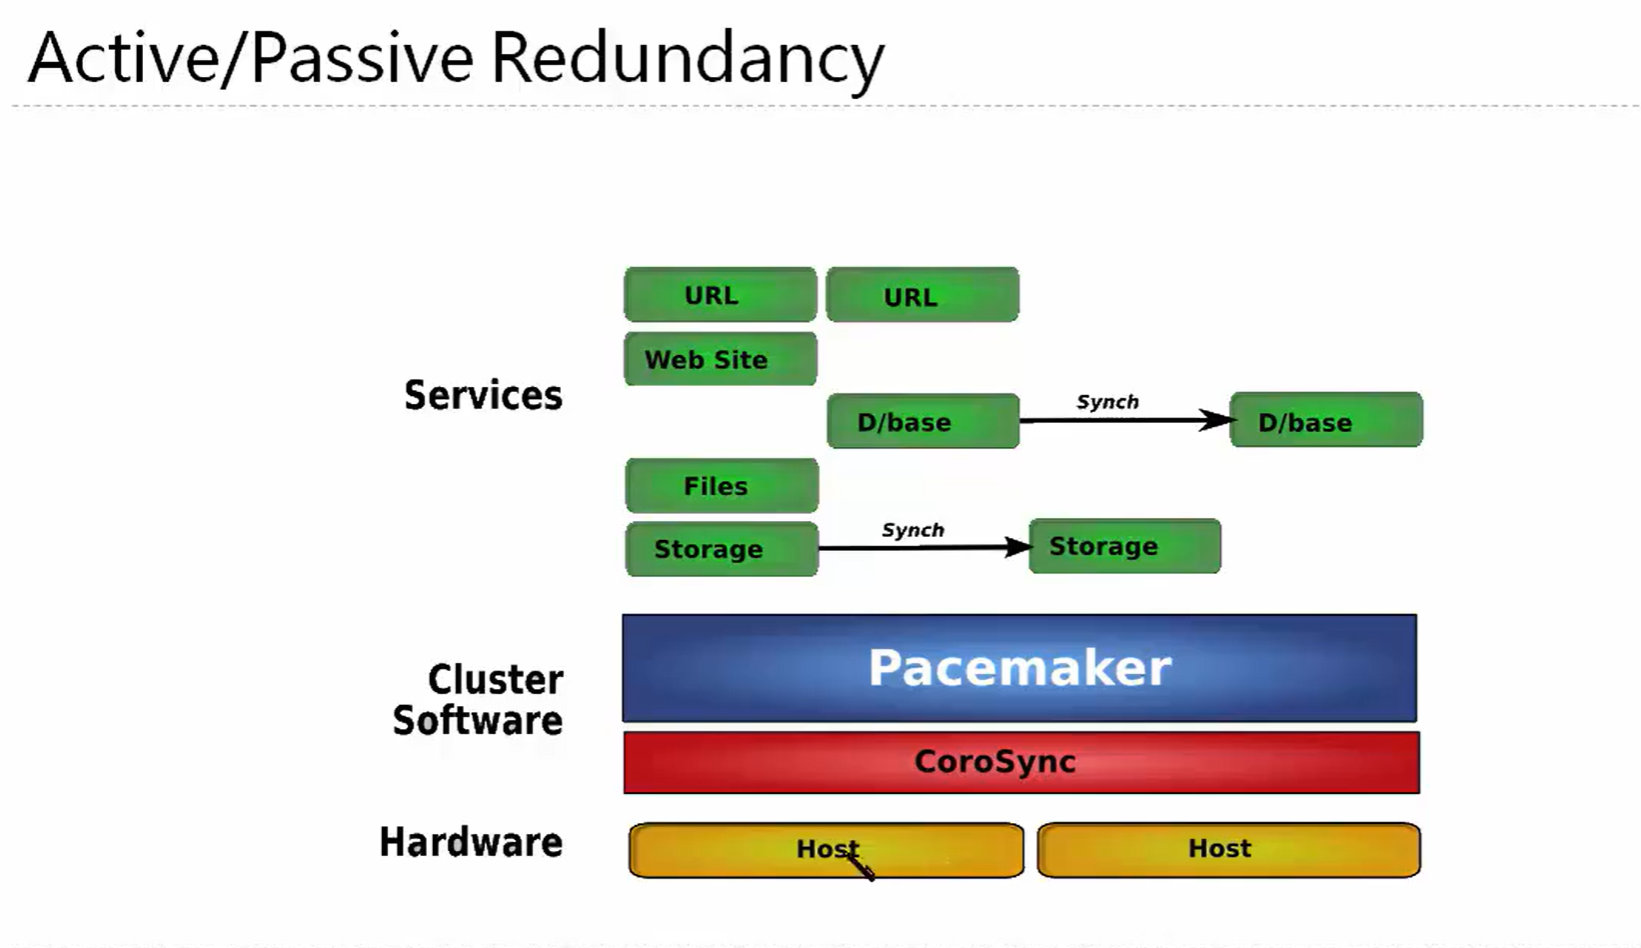 Active/Passive Redundancy
URL
URL
Web Site
Services
D/base
Synch
D/base
Files
Storage
Synch
Storage
Cluster
Software
Pacemaker
CoroSync
Hardware
Host
Host